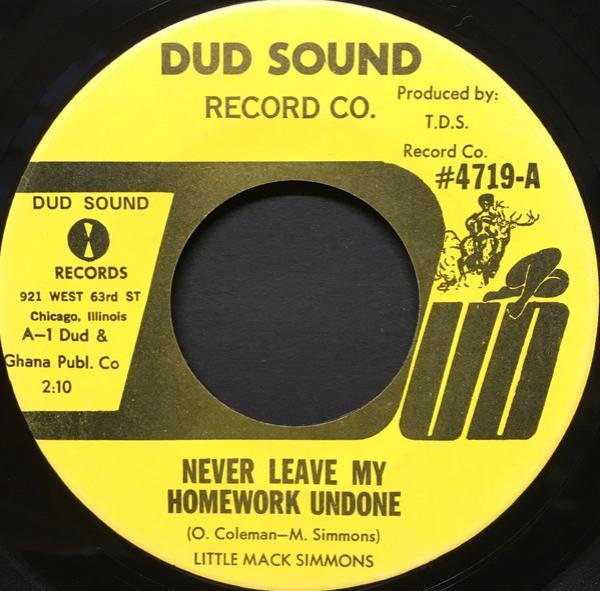 DUD SOUND
RECORD CO.
Produced by:
T.D.S.
Record Co.
#4719-A
DUD SOUND
RECORDS
921 WEST 63rd ST
Chicago, Illinois
A-1 Dud &
Ghana Publ. Co
2:10
DUD
NEVER LEAVE MY
HOMEWORK UNDONE
(O. Coleman—M. Simmons)
LITTLE MACK SIMMONS